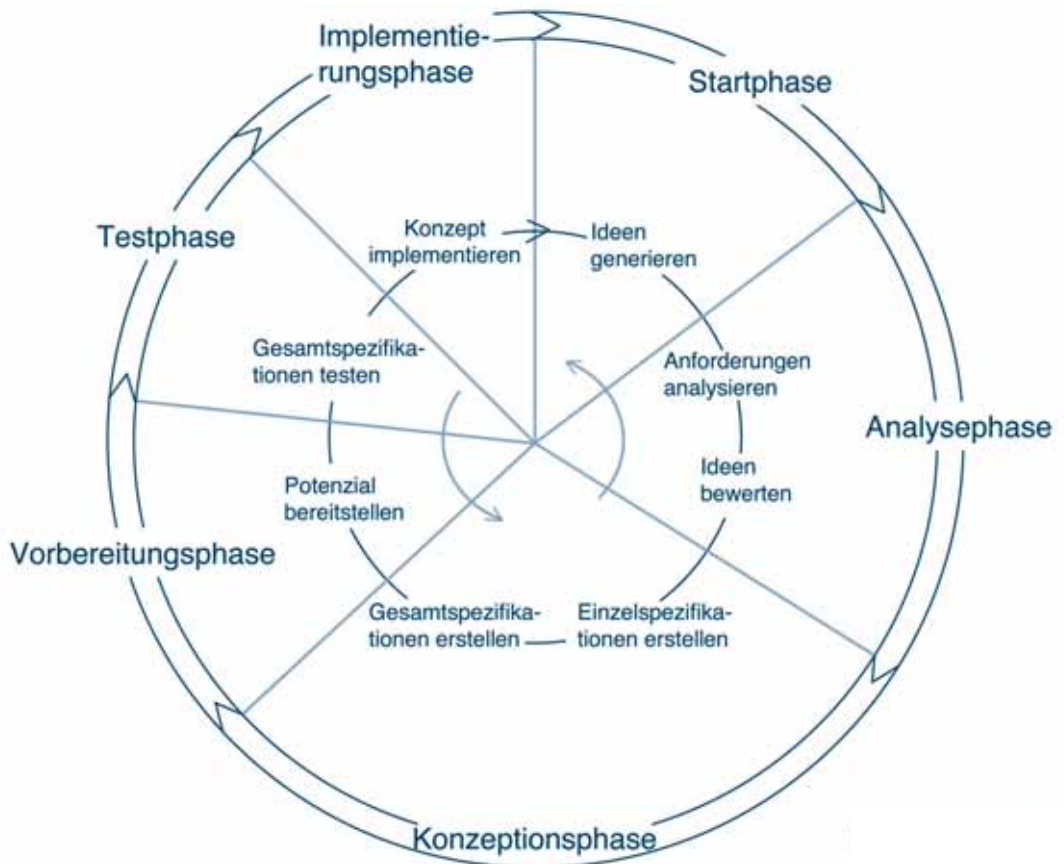 Implementie-
rungsphase
Startphase
Testphase
Konzept
implementieren
Ideen
generieren
Gesamtspezifika-
tionen testen
Anforderungen
analysieren
Analysephase
Potenzial
bereitstellen
Ideen
bewerten
Vorbereitungsphase
Gesamtspezifika-
tionen erstellen
Einzelspezifika-
tionen erstellen
Konzeptionsphase